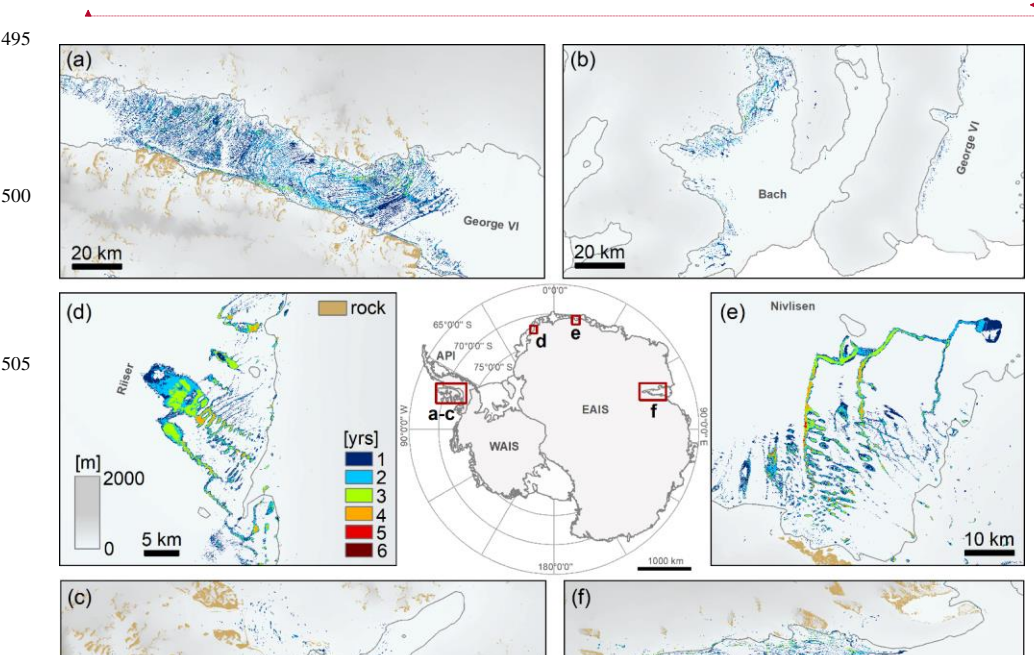 495
(a)
George VI
20 km
(b)
Bach
George VI
20 km
500
(d)
rock
Riiser
[m]
2000
0
5 km
[yrs]
1
2
3
4
5
6
0°0'0"
65°0'0" S
70°0'0" S
75°0'0" S
API
d
e
a-c
f
EAIS
WAIS
90°0'0" W
90°0'0" E
180°0'0"
1000 km
(e)
Nivlisen
10 km
505
(c)
(f)